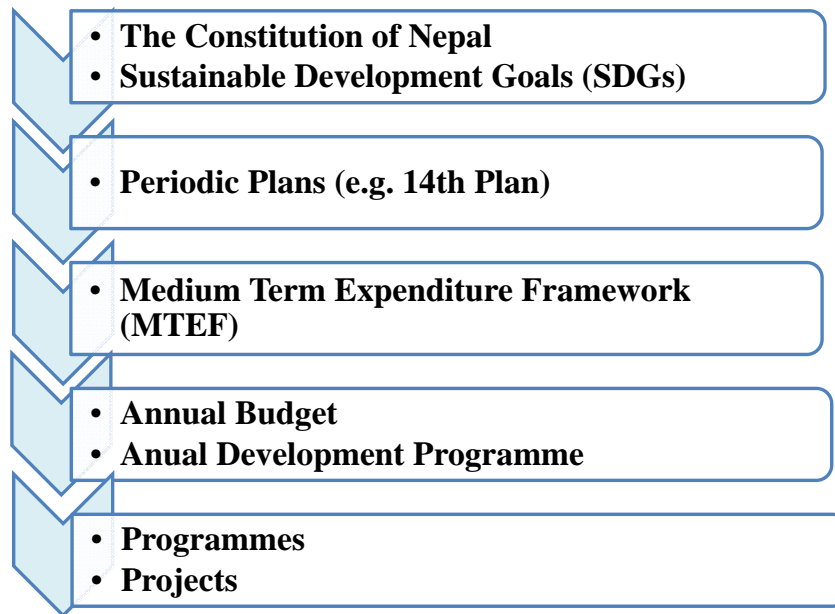 • The Constitution of Nepal
• Sustainable Development Goals (SDGs)
• Periodic Plans (e.g. 14th Plan)
• Medium Term Expenditure Framework
(MTEF)
• Annual Budget
• Anual Development Programme
• Programmes
• Projects